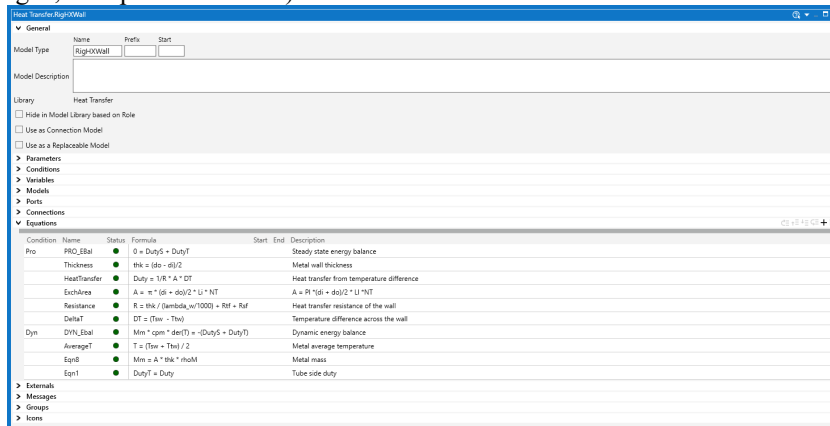 Heat Transfer.RigHXWall
General
Name Prefix Start
Model Type RigHXWall
Model Description
Library Heat Transfer
Hide in Model Library based on Role
Use as Connection Model
Use as a Replaceable Model
Parameters
Conditions
Variables
Models
Ports
Connections
Equations
Condition Name Status Formula Start End Description
Pro PRO_EBal 0 = DutyS + DutyT Steady state energy balance
Thickness thk = (do - di)/2 Metal wall thickness
HeatTransfer Duty = 1/R * A * DT Heat transfer from temperature difference
ExchArea A = π * (di + do)/2 * Li * NT A = PI *(di + do)/2 * LI *NT
Resistance R = thk / (lambda_w/1000) + Rtf + Rsf Heat transfer resistance of the wall
DeltaT DT = (Tsw - Ttw) Temperature difference across the wall
Dyn DYN_Ebal Mm * cpm * der(T) = -(DutyS + DutyT) Dynamic energy balance
AverageT T = (Tsw + Ttw) / 2 Metal average temperature
Eqn8 Mm = A * thk * rhoM Metal mass
Eqn1 DutyT = Duty Tube side duty
Externals
Messages
Groups
Icons